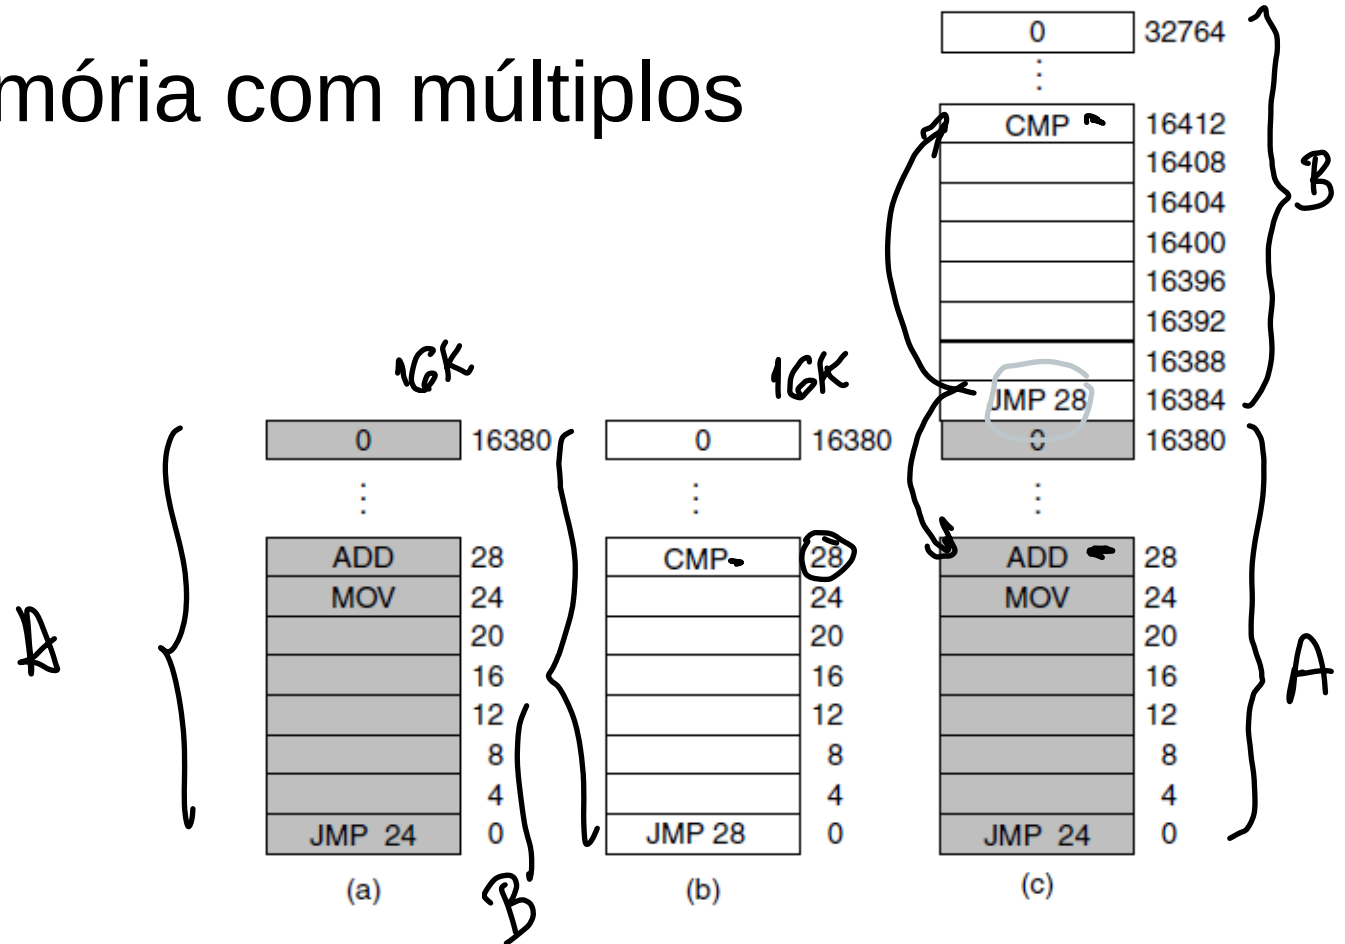 mória com múltiplos
16K
0 16380
⋮
ADD 28
MOV 24
20
16
12
8
4
JMP 24 0
(a)
A
B
16K
0 16380
⋮
CMP 28
24
20
16
12
8
4
JMP 28 0
(b)
0 32764
⋮
CMP 16412
16408
16404
16400
16396
16392
16388
JMP 28 16384
0 16380
⋮
ADD 28
MOV 24
20
16
12
8
4
JMP 24 0
(c)
B
A